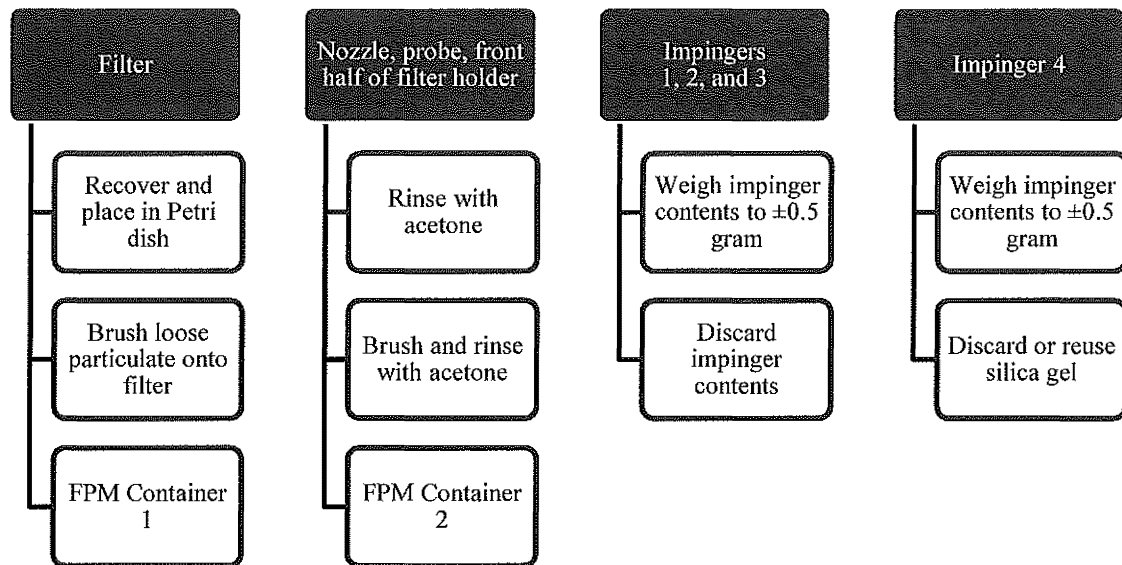 Filter
Recover and
place in Petri
dish
Brush loose
particulate onto
filter
FPM Container
1
Nozzle, probe, front
half of filter holder
Rinse with
acetone
Brush and rinse
with acetone
FPM Container
2
Impingers
1, 2, and 3
Weigh impinger
contents to ±0.5
gram
Discard
impinger
contents
Impinger 4
Weigh impinger
contents to ±0.5
gram
Discard or reuse
silica gel